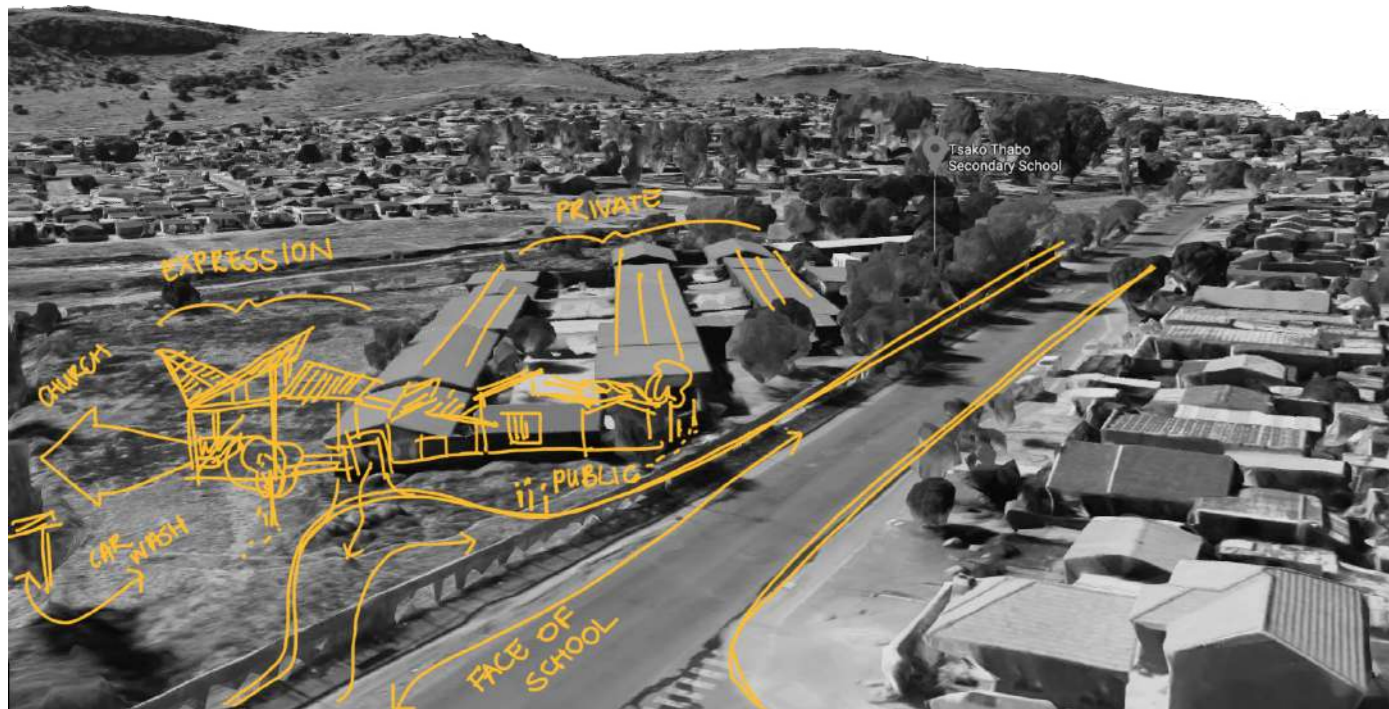 Tsako Thabo
Secondary School
PRIVATE
EXPRESSION
CHURCH
PUBLIC
CAR
WASH
FACE OF
SCHOOL